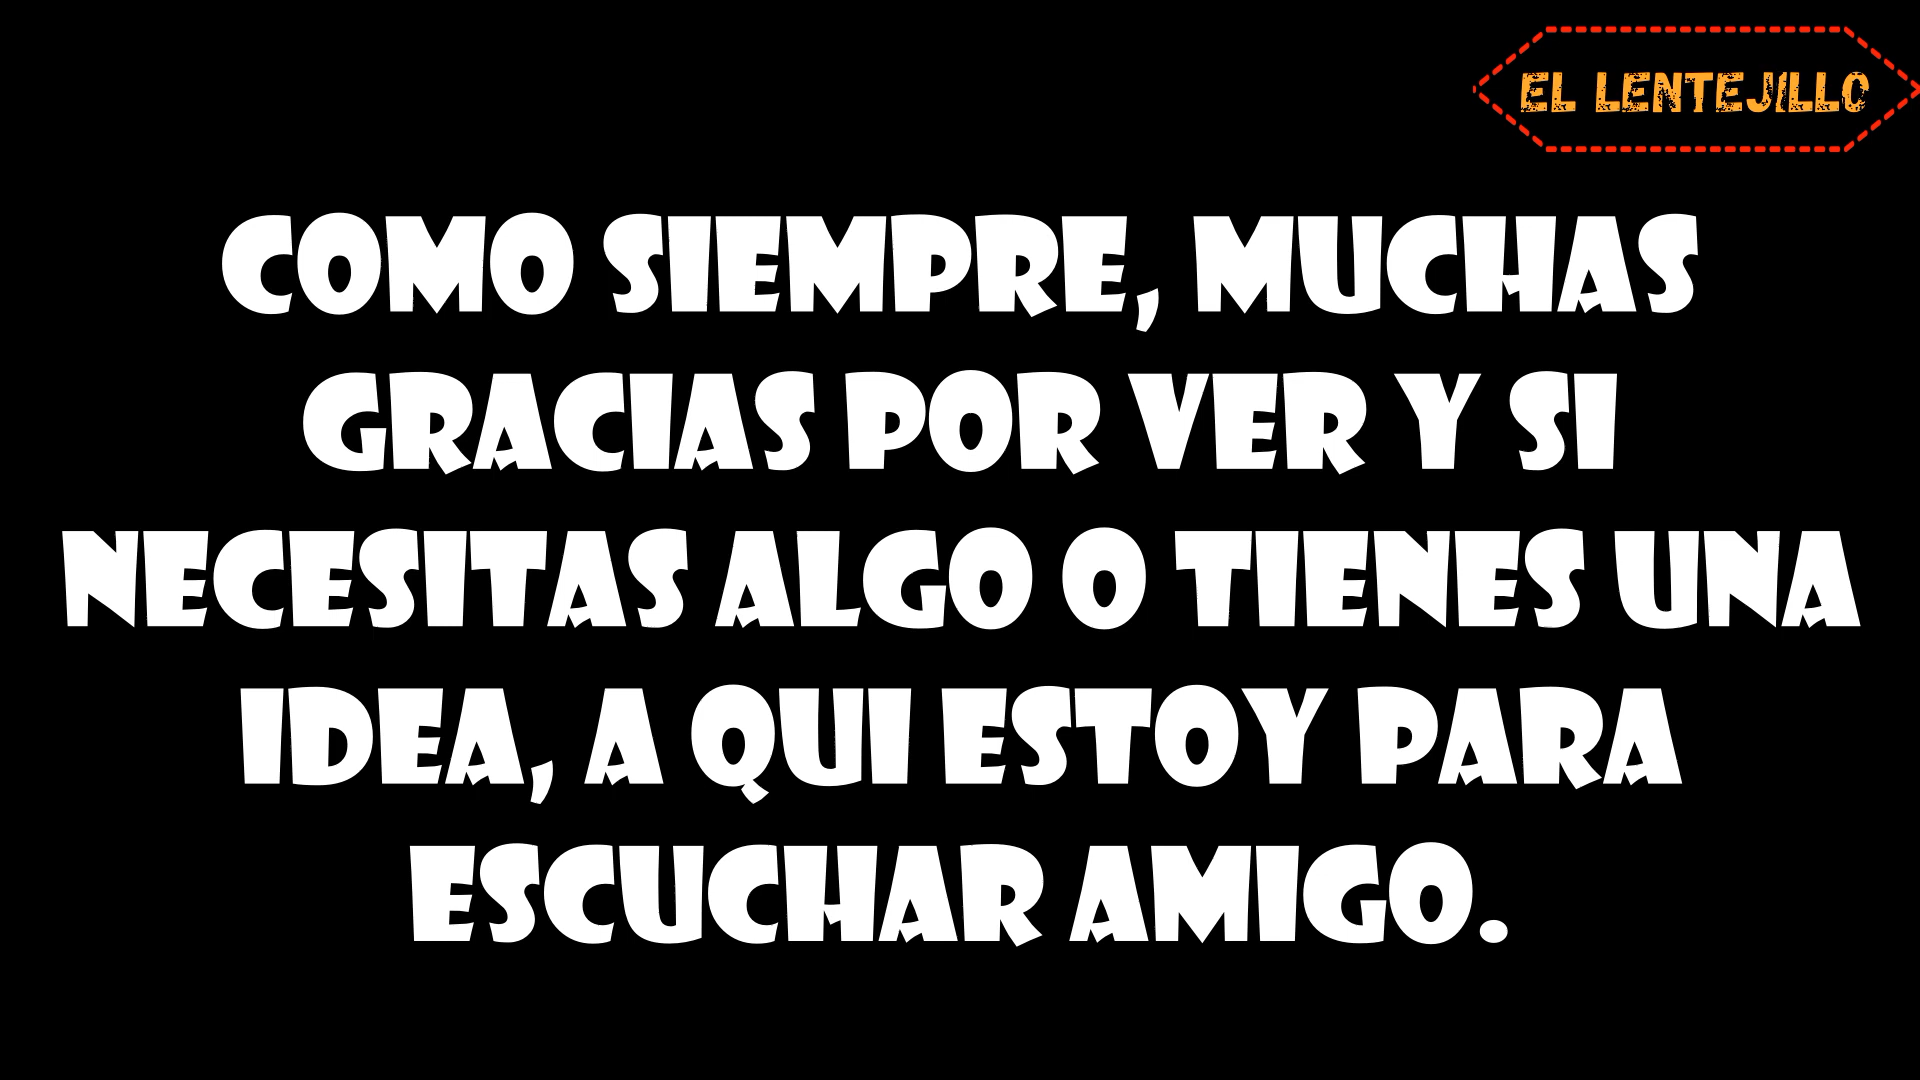 EL LENTEJILLO
COMO SIEMPRE, MUCHAS
GRACIAS POR VER Y SI
NECESITAS ALGO O TIENES UNA
IDEA, A QUI ESTOY PARA
ESCUCHAR AMIGO.